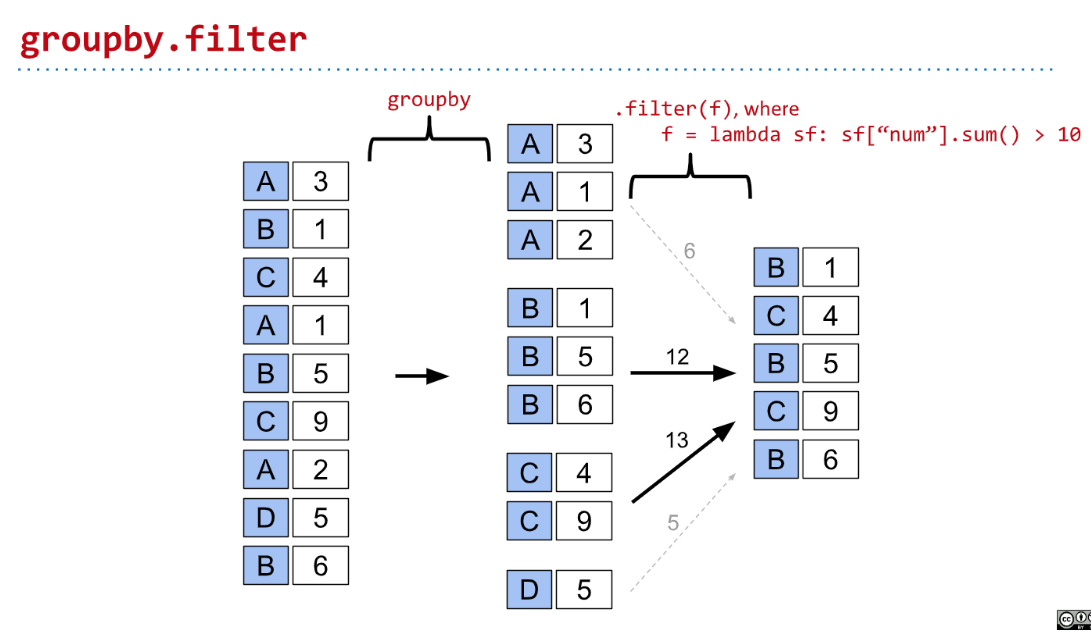 groupby.filter
groupby
.filter(f), where
f = lambda sf: sf[“num”].sum() > 10
A 3
B 1
C 4
A 1
B 5
C 9
A 2
D 5
B 6
A 3
A 1
A 2
B 1
B 5
B 6
C 4
C 9
D 5
6
12
13
5
B 1
C 4
B 5
C 9
B 6
cc
BY